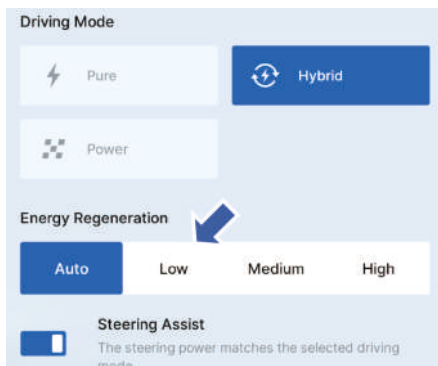 Driving Mode
Pure
Hybrid
Power
Energy Regeneration
Auto Low Medium High
Steering Assist
The steering power matches the selected driving
mode